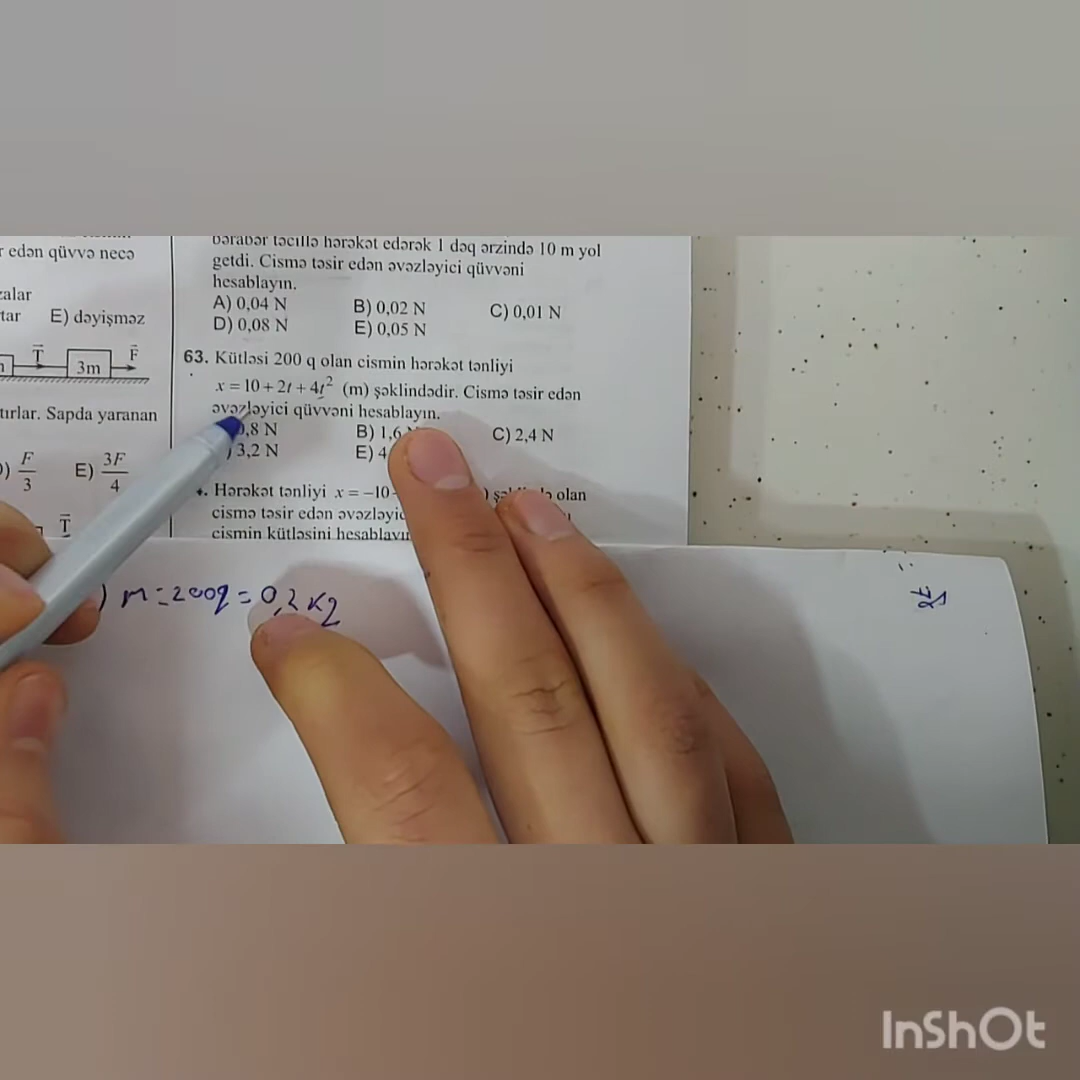 r edən qüvvə necə
tar E) dəyişməz
T 3m F
tırlar. Sapda yaranan
F/3 E) 3F/4
T
bərabər təcillə hərəkət edərək 1 dəq ərzində 10 m yol
getdi. Cismə təsir edən əvəzləyici qüvvəni
hesablayın.
A) 0,04 N B) 0,02 N C) 0,01 N
D) 0,08 N E) 0,05 N
63. Kütləsi 200 q olan cismin hərəkət tənliyi
x = 10 + 2t + 4t² (m) şəklindədir. Cismə təsir edən
əvəzləyici qüvvəni hesablayın.
,8 N B) 1,6 C) 2,4 N
) 3,2 N E) 4
. Hərəkət tənliyi x = −10 olan
cismə təsir edən
cismin kütləsini
) m = 200q = 0,2 kq
InShOt